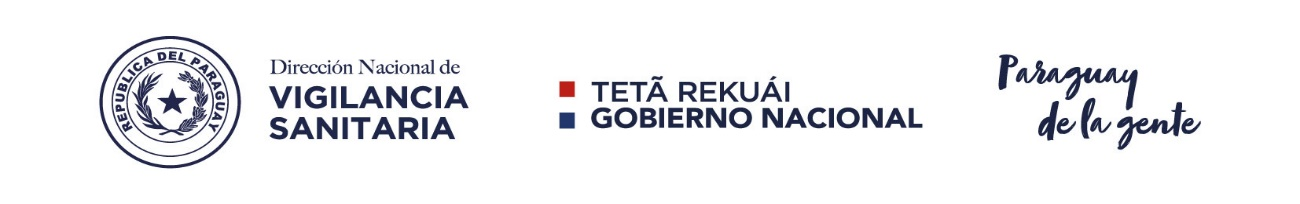 REPUBLICA DEL PARAGUAY
Dirección Nacional de
VIGILANCIA
SANITARIA
TETÃ REKUÁI
GOBIERNO NACIONAL
Paraguay
de la gente